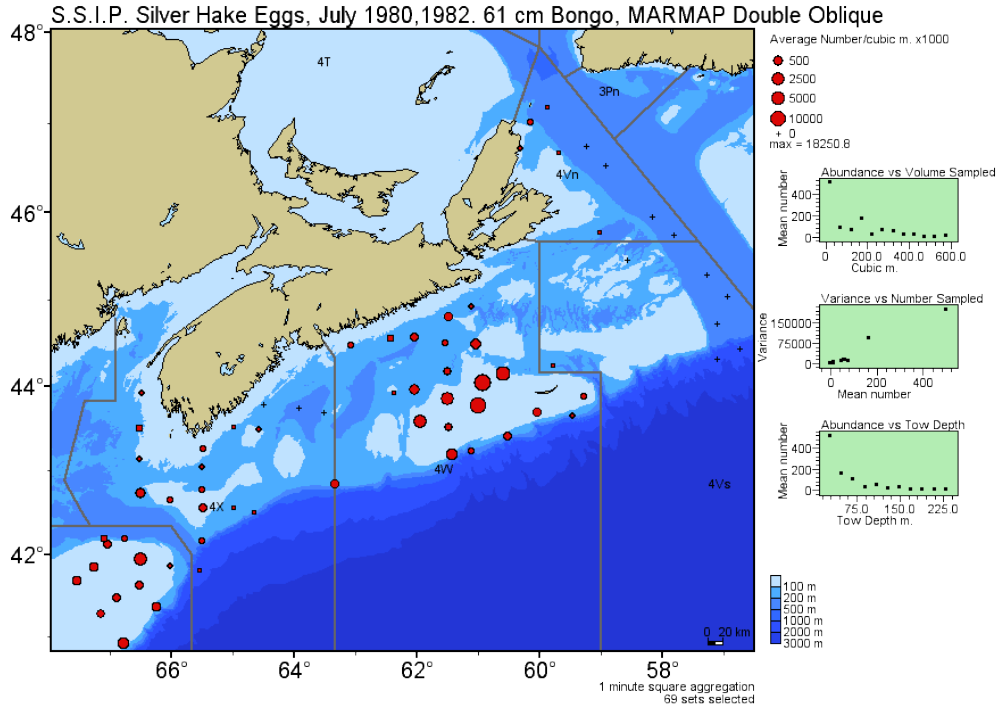 S.S.I.P. Silver Hake Eggs, July 1980,1982. 61 cm Bongo, MARMAP Double Oblique
48°
46°
44°
42°
66°
64°
62°
60°
58°
4T
3Pn
4Vn
4W
4X
4Vs
0 20 km
1 minute square aggregation
69 sets selected
Average Number/cubic m. x1000
500
2500
5000
10000
+ 0
max = 18250.8
Abundance vs Volume Sampled
Mean number
400
200
0
0 100 200 300 400 500 600.0
Cubic m.
Variance vs Number Sampled
Variance
150000
75000
0
0 200 400
Mean number
Abundance vs Tow Depth
Mean number
400
200
0
75.0 150.0 225.0
Tow Depth m.
100 m
200 m
500 m
1000 m
2000 m
3000 m